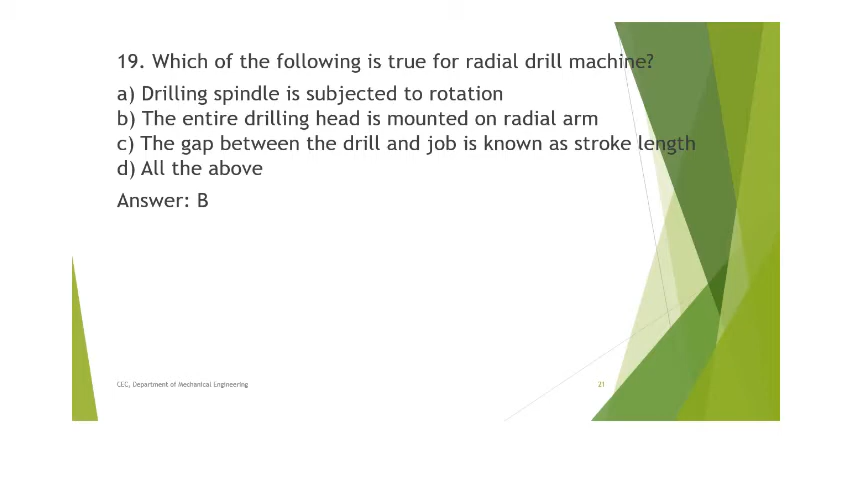 19. Which of the following is true for radial drill machine?
a) Drilling spindle is subjected to rotation
b) The entire drilling head is mounted on radial arm
c) The gap between the drill and job is known as stroke length
d) All the above
Answer: B
CEC, Department of Mechanical Engineering
21